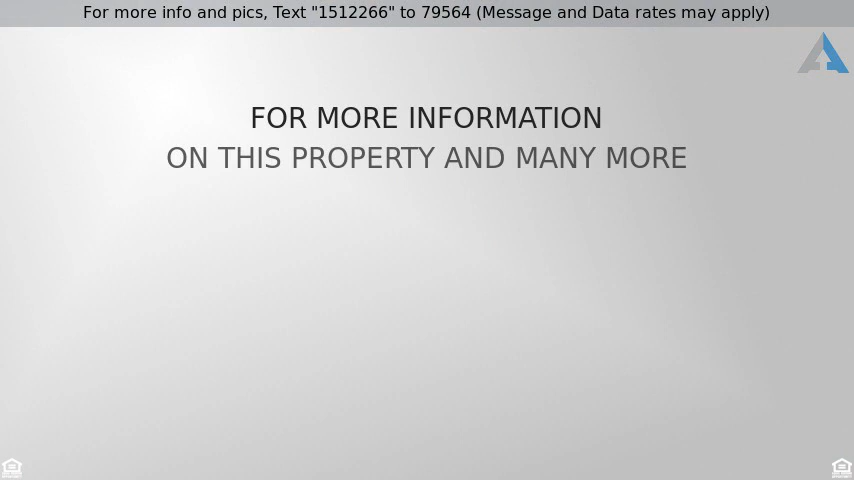 For more info and pics, Text "1512266" to 79564 (Message and Data rates may apply)
FOR MORE INFORMATION
ON THIS PROPERTY AND MANY MORE